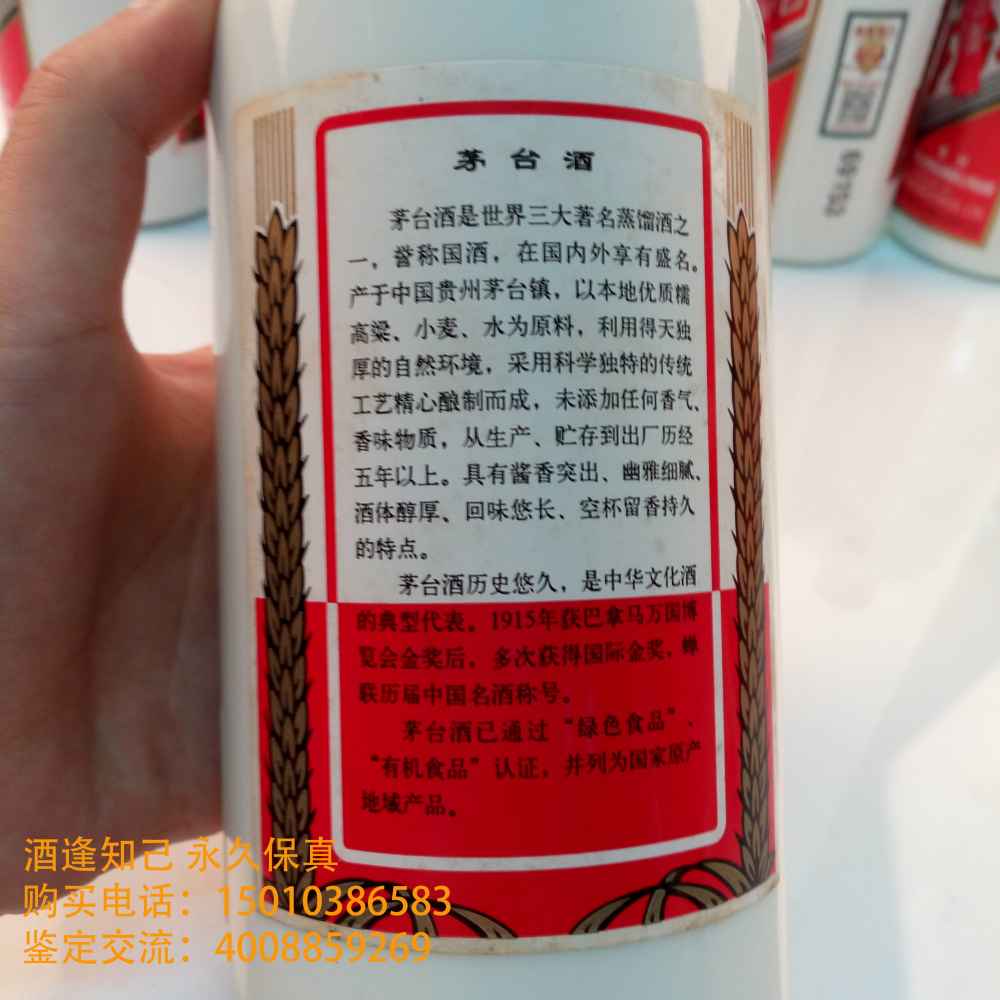 茅台酒
茅台酒是世界三大著名蒸馏酒之
一，誉称国酒，在国内外享有盛名。
产于中国贵州茅台镇，以本地优质糯
高粱、小麦、水为原料，利用得天独
厚的自然环境，采用科学独特的传统
工艺精心酿制而成，未添加任何香气、
香味物质，从生产、贮存到出厂历经
五年以上。具有酱香突出、幽雅细腻、
酒体醇厚、回味悠长、空杯留香持久
的特点。
茅台酒历史悠久，是中华文化酒
的典型代表。1915年获巴拿马万国博
览会金奖后，多次获得国际金奖，蝉
联历届中国名酒称号。
茅台酒已通过“绿色食品”、
“有机食品”认证，并列为国家原产
地域产品。
酒逢知己 永久保真
购买电话：15010386583
鉴定交流：4008859269